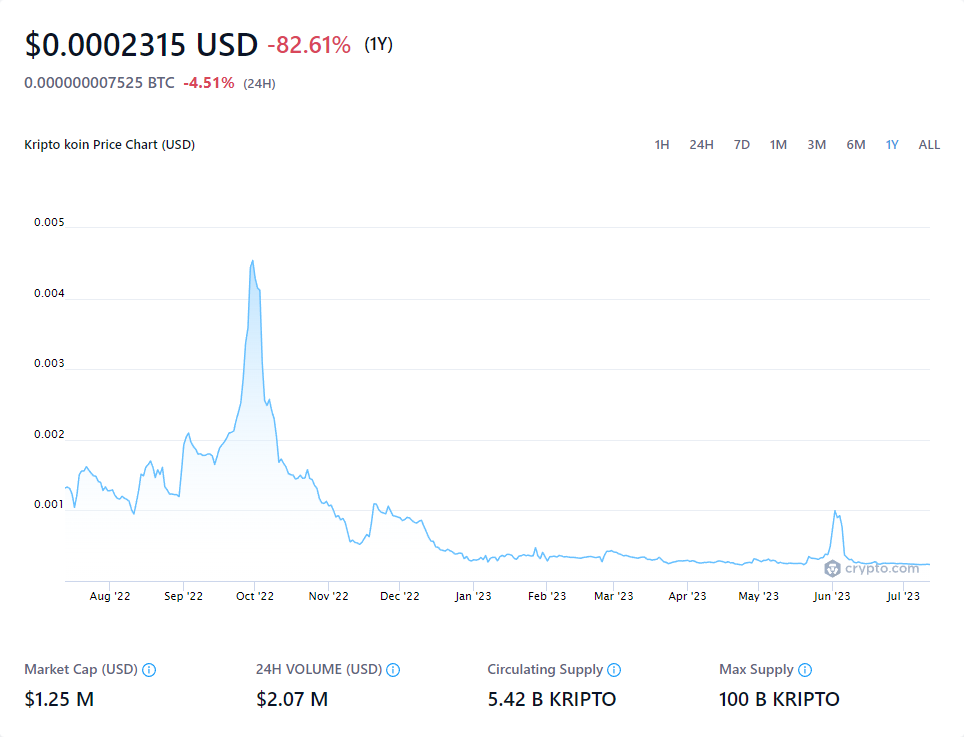 $0.0002315 USD -82.61% (1Y)
0.000000007525 BTC -4.51% (24H)
Kripto koin Price Chart (USD) 1H 24H 7D 1M 3M 6M 1Y ALL
0.005
0.004
0.003
0.002
0.001
crypto.com
Aug '22 Sep '22 Oct '22 Nov '22 Dec '22 Jan '23 Feb '23 Mar '23 Apr '23 May '23 Jun '23 Jul '23
Market Cap (USD) 24H VOLUME (USD) Circulating Supply Max Supply
$1.25 M $2.07 M 5.42 B KRIPTO 100 B KRIPTO